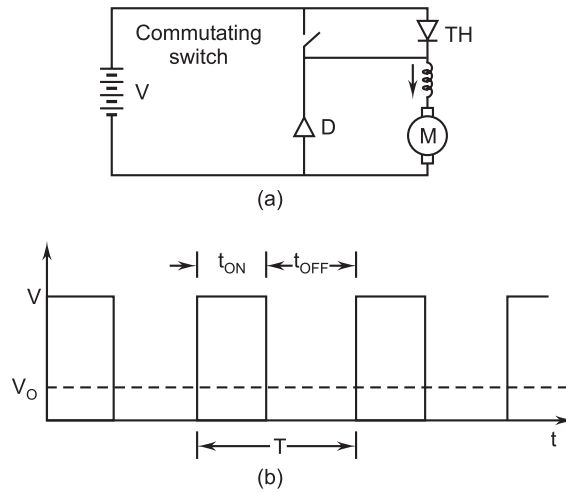 Commutating
switch
TH
V
D
M
(a)
t_ON t_OFF
V
V_O
T
t
(b)